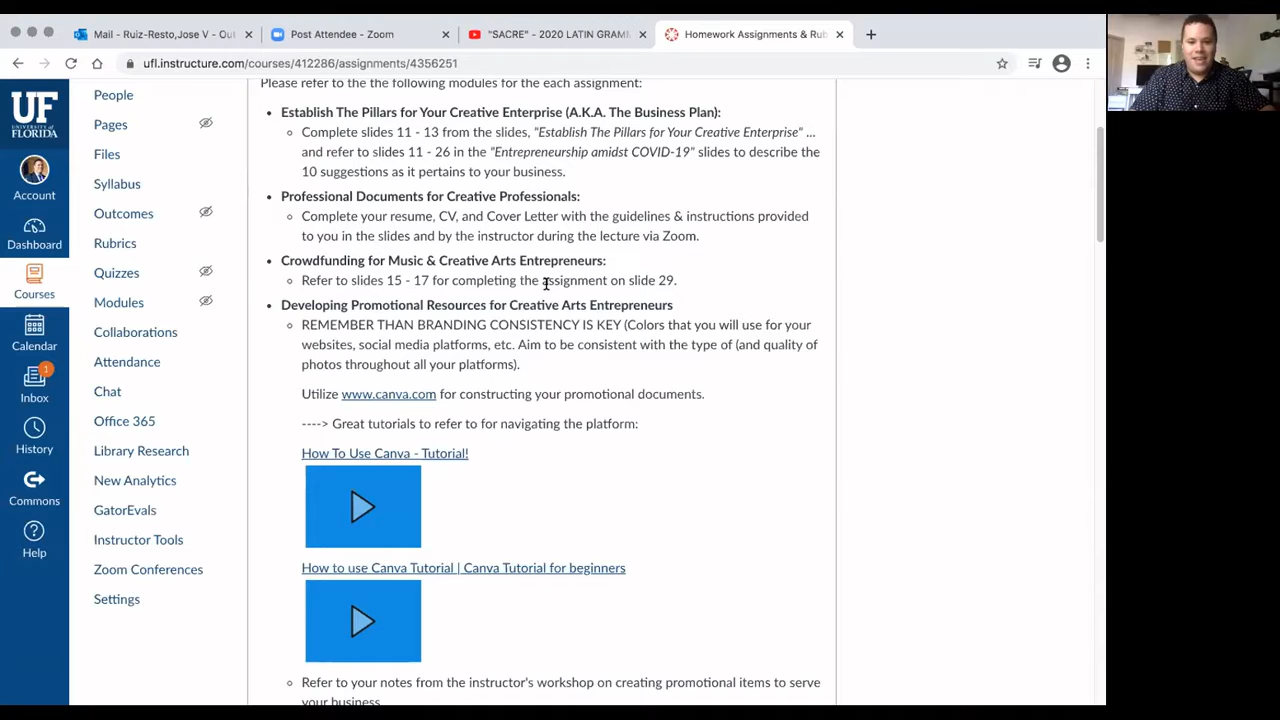 Mail - Ruiz-Resto,Jose V - Out
Post Attendee - Zoom
"SACRE" - 2020 LATIN GRAM
Homework Assignments & Rub
ufl.instructure.com/courses/412286/assignments/4356251
UF
UNIVERSITY of
FLORIDA
Account
Dashboard
Courses
Calendar
1
Inbox
History
Commons
Help
People
Pages
Files
Syllabus
Outcomes
Rubrics
Quizzes
Modules
Collaborations
Attendance
Chat
Office 365
Library Research
New Analytics
GatorEvals
Instructor Tools
Zoom Conferences
Settings
Please refer to the the following modules for the each assignment:
• Establish The Pillars for Your Creative Enterprise (A.K.A. The Business Plan):
◦ Complete slides 11 - 13 from the slides, "Establish The Pillars for Your Creative Enterprise" ...
and refer to slides 11 - 26 in the "Entrepreneurship amidst COVID-19" slides to describe the
10 suggestions as it pertains to your business.
• Professional Documents for Creative Professionals:
◦ Complete your resume, CV, and Cover Letter with the guidelines & instructions provided
to you in the slides and by the instructor during the lecture via Zoom.
• Crowdfunding for Music & Creative Arts Entrepreneurs:
◦ Refer to slides 15 - 17 for completing the assignment on slide 29.
• Developing Promotional Resources for Creative Arts Entrepreneurs
◦ REMEMBER THAN BRANDING CONSISTENCY IS KEY (Colors that you will use for your
websites, social media platforms, etc. Aim to be consistent with the type of (and quality of
photos throughout all your platforms).
Utilize www.canva.com for constructing your promotional documents.
----> Great tutorials to refer to for navigating the platform:
How To Use Canva - Tutorial!
How to use Canva Tutorial | Canva Tutorial for beginners
◦ Refer to your notes from the instructor's workshop on creating promotional items to serve
your business.